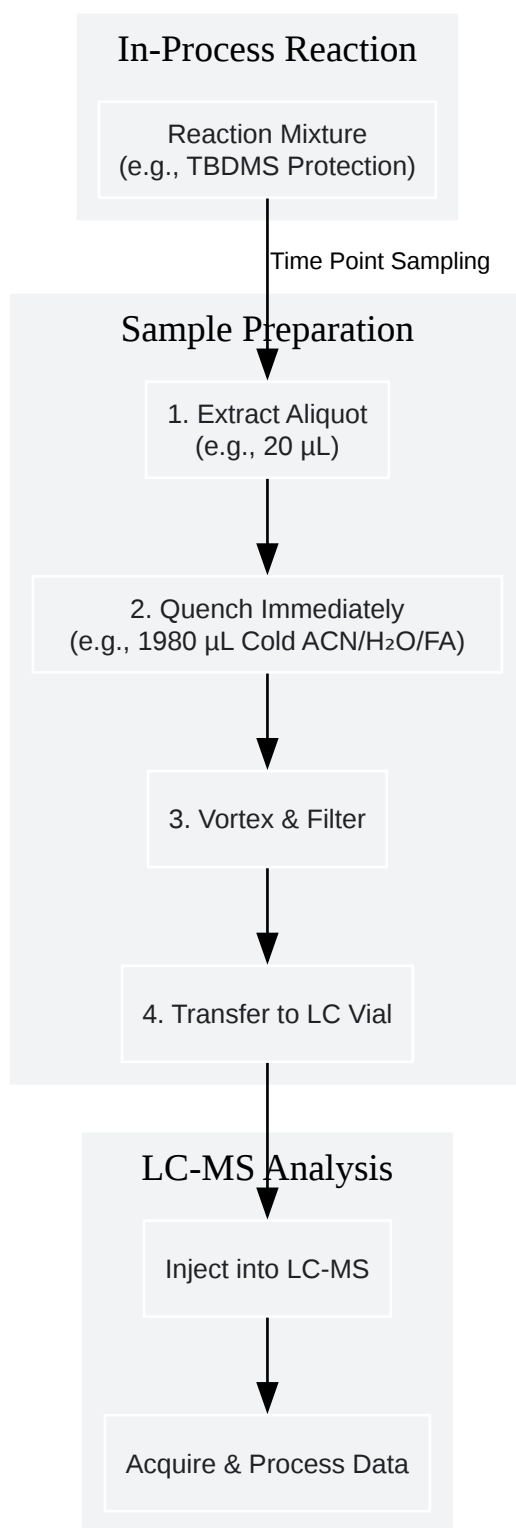 In-Process Reaction
Reaction Mixture
(e.g., TBDMS Protection)
Time Point Sampling
Sample Preparation
1. Extract Aliquot
(e.g., 20 µL)
2. Quench Immediately
(e.g., 1980 µL Cold ACN/H₂O/FA)
3. Vortex & Filter
4. Transfer to LC Vial
LC-MS Analysis
Inject into LC-MS
Acquire & Process Data